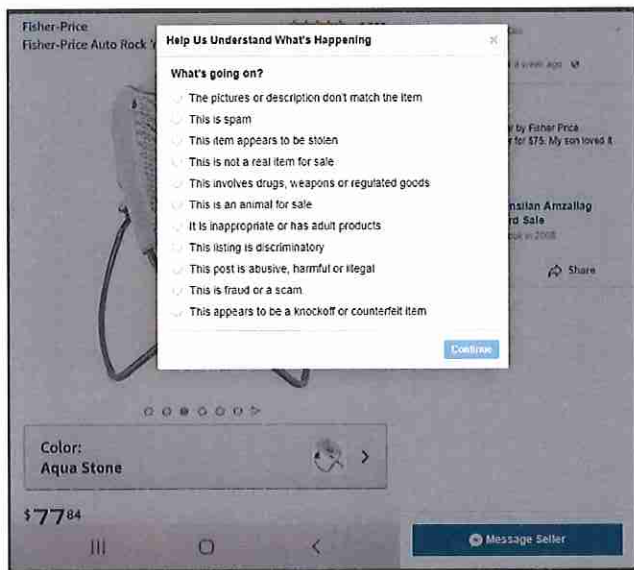 Fisher-Price
Fisher-Price Auto Rock
Help Us Understand What's Happening
What's going on?
The pictures or description don't match the item
This is spam
This item appears to be stolen
This is not a real item for sale
This involves drugs, weapons or regulated goods
This is an animal for sale
It is inappropriate or has adult products
This listing is discriminatory
This post is abusive, harmful or illegal
This is fraud or a scam
This appears to be a knockoff or counterfeit item
Continue
a week ago
by Fisher Price
for $75. My son loved it
Amzallag
rd Sale
in 2008
Share
Color:
Aqua Stone
$77 84
Message Seller